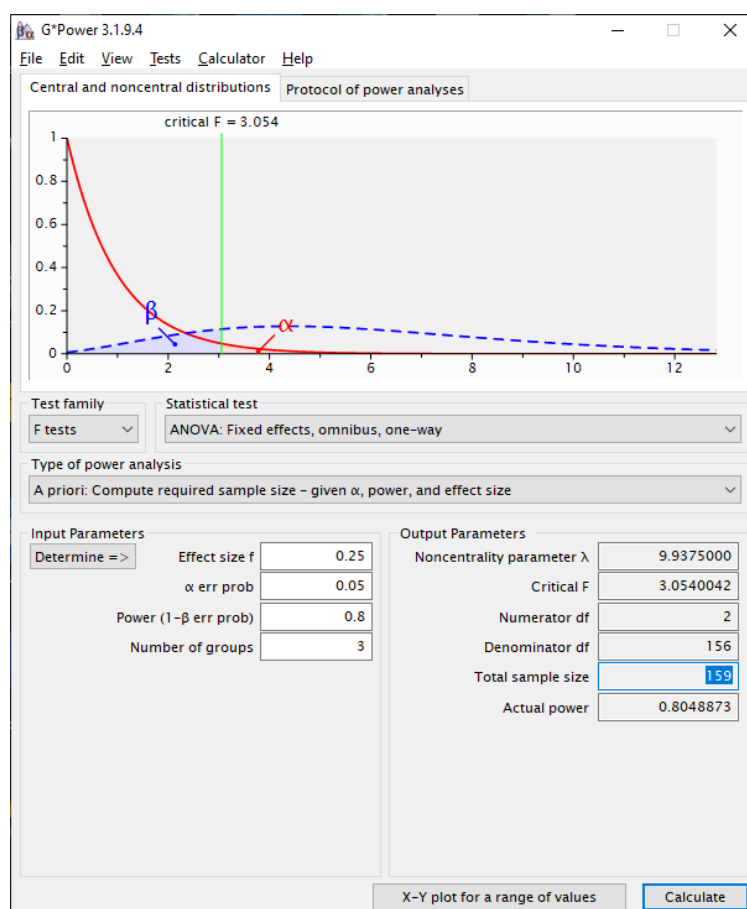 G*Power 3.1.9.4
File Edit View Tests Calculator Help
Central and noncentral distributions Protocol of power analyses
critical F = 3.054
1
0.8
0.6
0.4
0.2
0
β
α
0 2 4 6 8 10 12
Test family Statistical test
F tests ANOVA: Fixed effects, omnibus, one-way
Type of power analysis
A priori: Compute required sample size - given α, power, and effect size
Input Parameters
Determine => Effect size f 0.25
α err prob 0.05
Power (1-β err prob) 0.8
Number of groups 3
Output Parameters
Noncentrality parameter λ 9.9375000
Critical F 3.0540042
Numerator df 2
Denominator df 156
Total sample size 159
Actual power 0.8048873
X-Y plot for a range of values Calculate